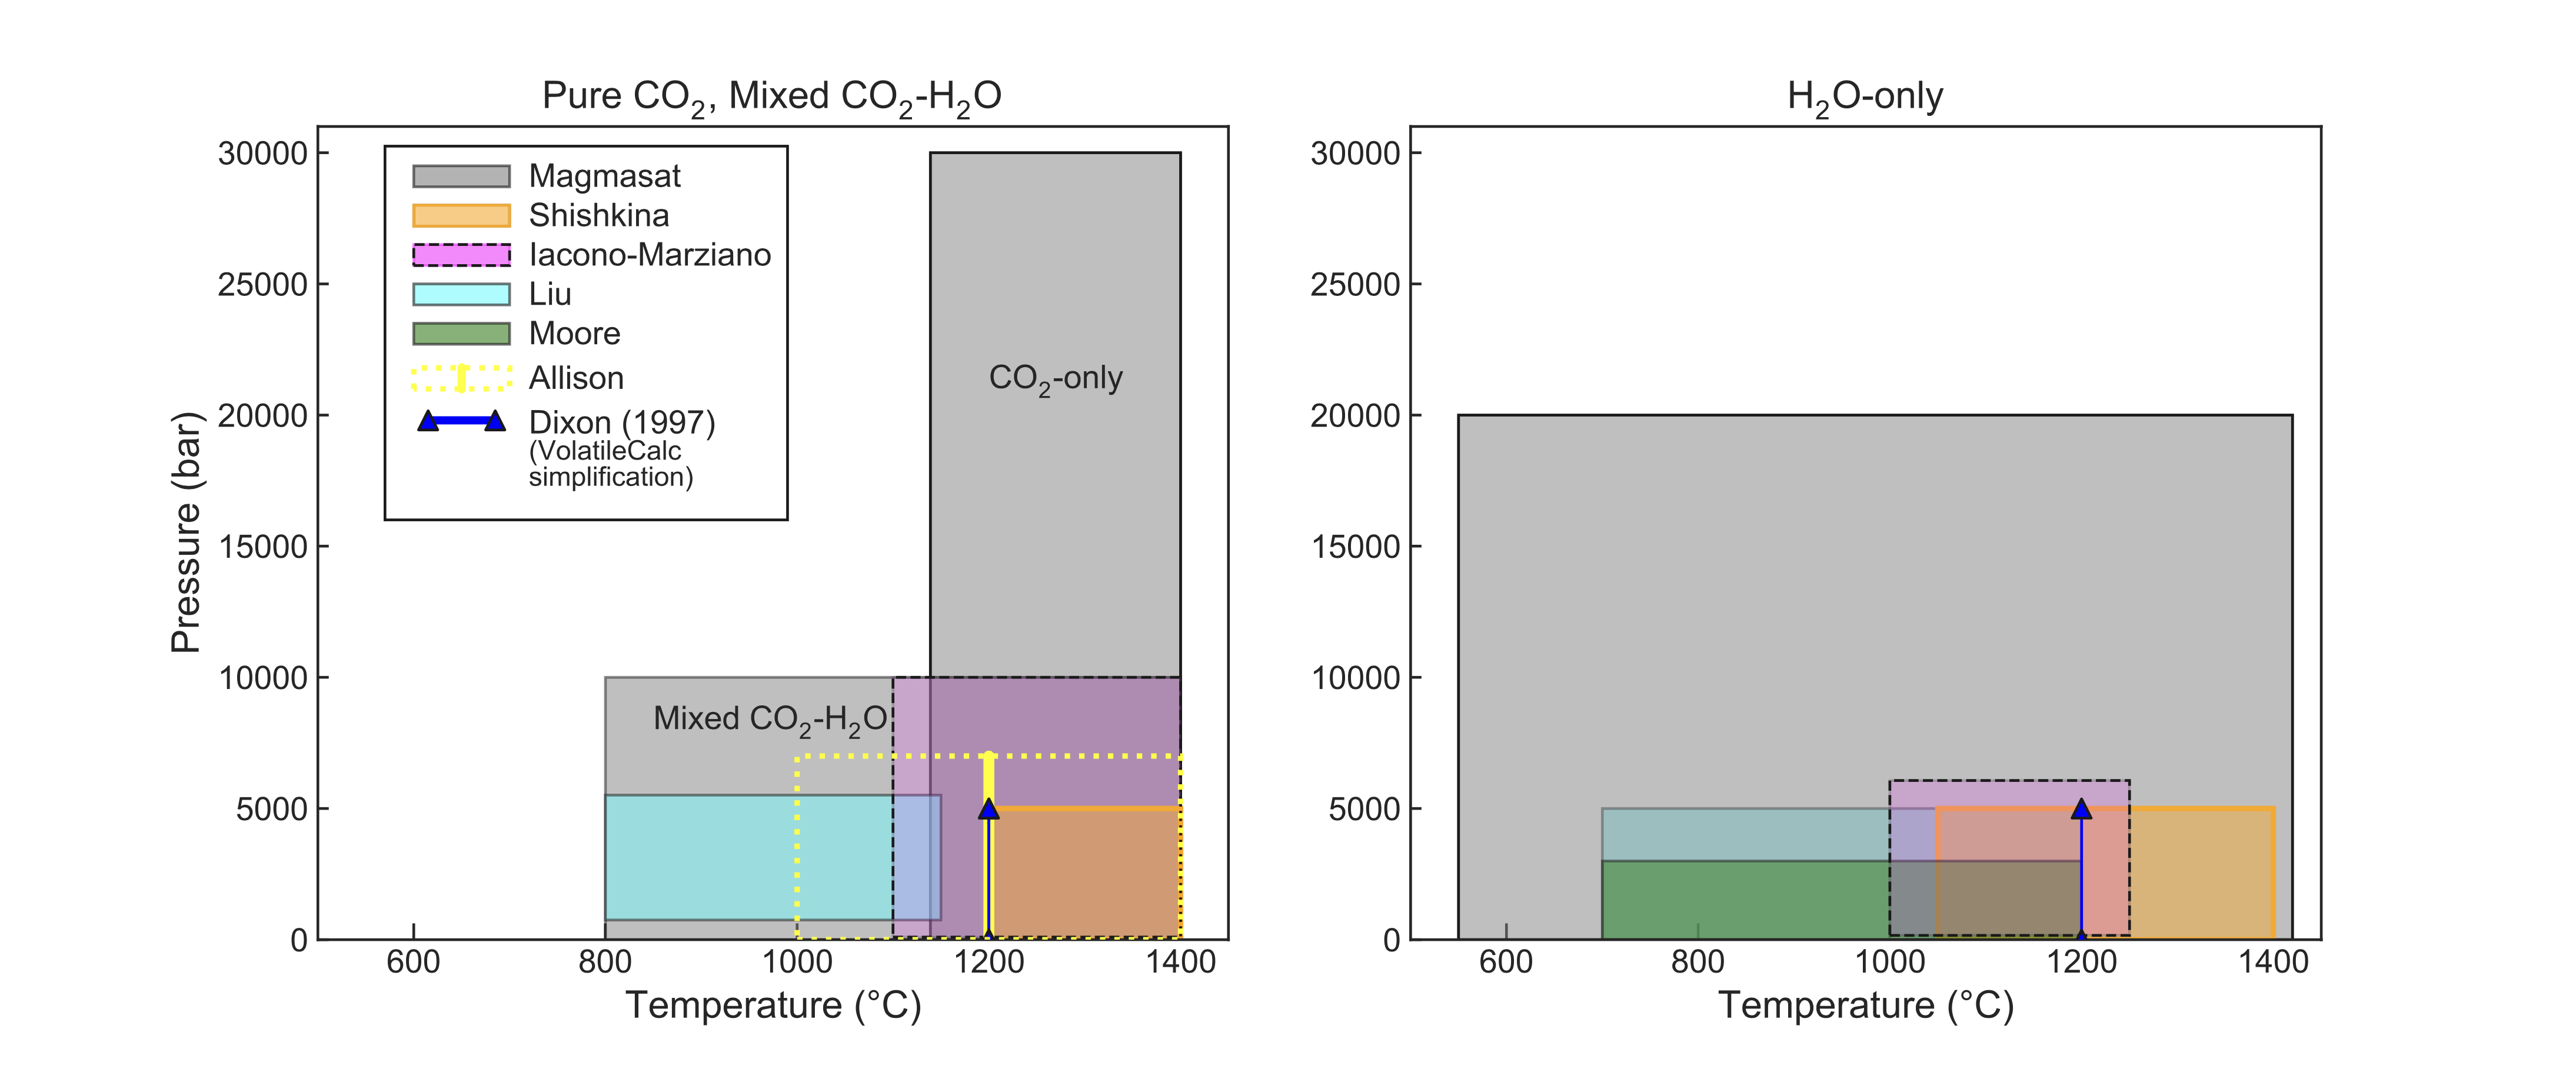 Pure CO₂, Mixed CO₂-H₂O
30000
25000
20000
15000
10000
5000
0
Pressure (bar)
Magmasat
Shishkina
Iacono-Marziano
Liu
Moore
Allison
Dixon (1997)
(VolatileCalc
simplification)
CO₂-only
Mixed CO₂-H₂O
600 800 1000 1200 1400
Temperature (°C)
H₂O-only
30000
25000
20000
15000
10000
5000
0
600 800 1000 1200 1400
Temperature (°C)